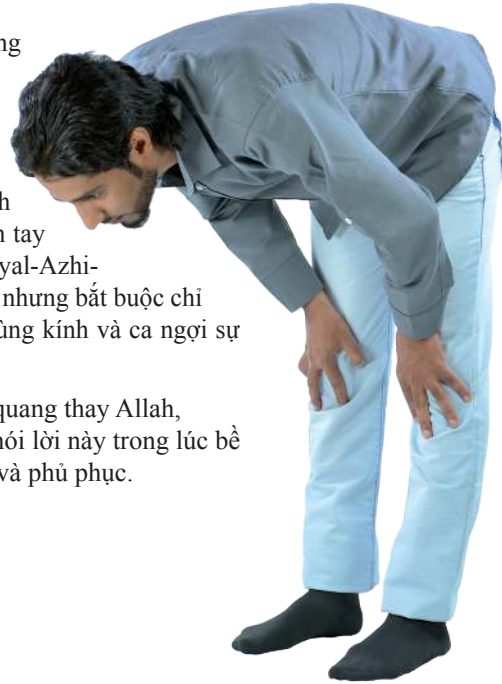 ng
h
n tay
yal-Azhi-
nhưng bắt buộc chỉ
ùng kính và ca ngợi sự
quang thay Allah,
nói lời này trong lúc bề
và phủ phục.